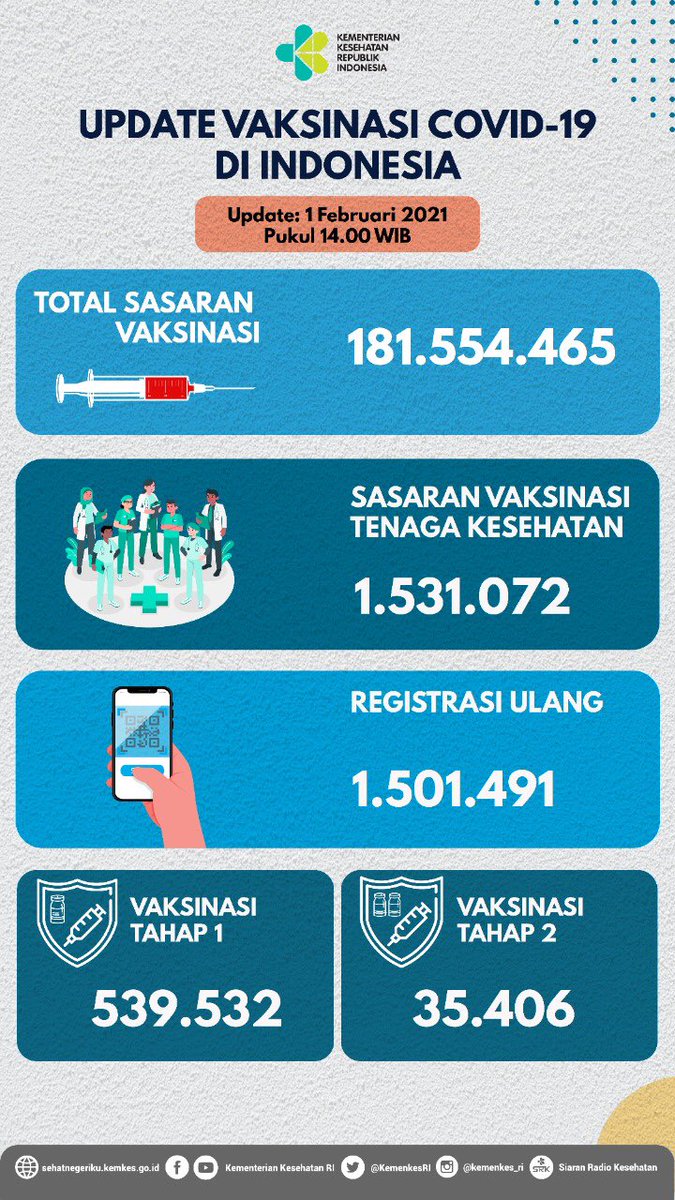 KEMENTERIAN
KESEHATAN
REPUBLIK
INDONESIA
UPDATE VAKSINASI COVID-19
DI INDONESIA
Update: 1 Februari 2021
Pukul 14.00 WIB
TOTAL SASARAN
VAKSINASI
181.554.465
SASARAN VAKSINASI
TENAGA KESEHATAN
1.531.072
REGISTRASI ULANG
1.501.491
VAKSINASI
TAHAP 1
539.532
VAKSINASI
TAHAP 2
35.406
sehatnegeriku.kemkes.go.id Kementerian Kesehatan RI @KemenkesRI @kemenkes_ri SRK Siaran Radio Kesehatan